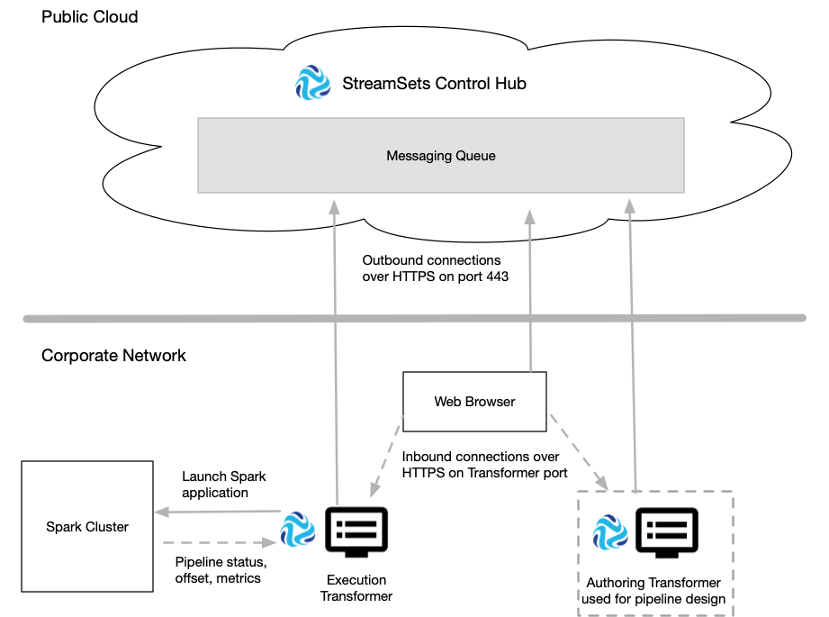 Public Cloud
StreamSets Control Hub
Messaging Queue
Outbound connections
over HTTPS on port 443
Corporate Network
Web Browser
Inbound connections over
HTTPS on Transformer port
Launch Spark
application
Spark Cluster
Pipeline status,
offset, metrics
Execution
Transformer
Authoring Transformer
used for pipeline design